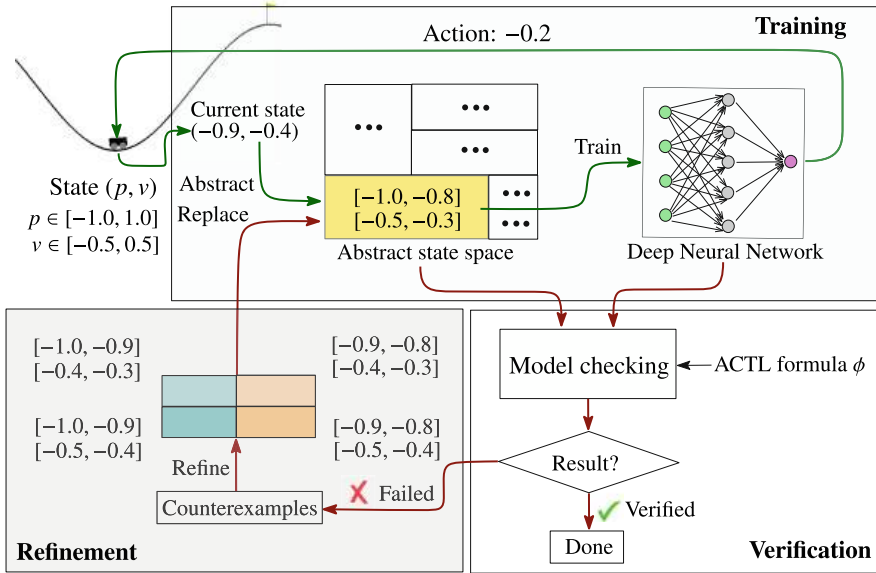 Action: −0.2
Training
Current state
(−0.9, −0.4)
•••
•••
•••
Train
State (p, v)
p ∈ [−1.0, 1.0]
v ∈ [−0.5, 0.5]
Abstract
Replace
[−1.0, −0.8]
[−0.5, −0.3]
•••
•••
Abstract state space
Deep Neural Network
[−1.0, −0.9]
[−0.4, −0.3]
[−0.9, −0.8]
[−0.4, −0.3]
[−1.0, −0.9]
[−0.5, −0.4]
[−0.9, −0.8]
[−0.5, −0.4]
Refine
Counterexamples
Failed
Refinement
Model checking
ACTL formula ϕ
Result?
Verified
Done
Verification